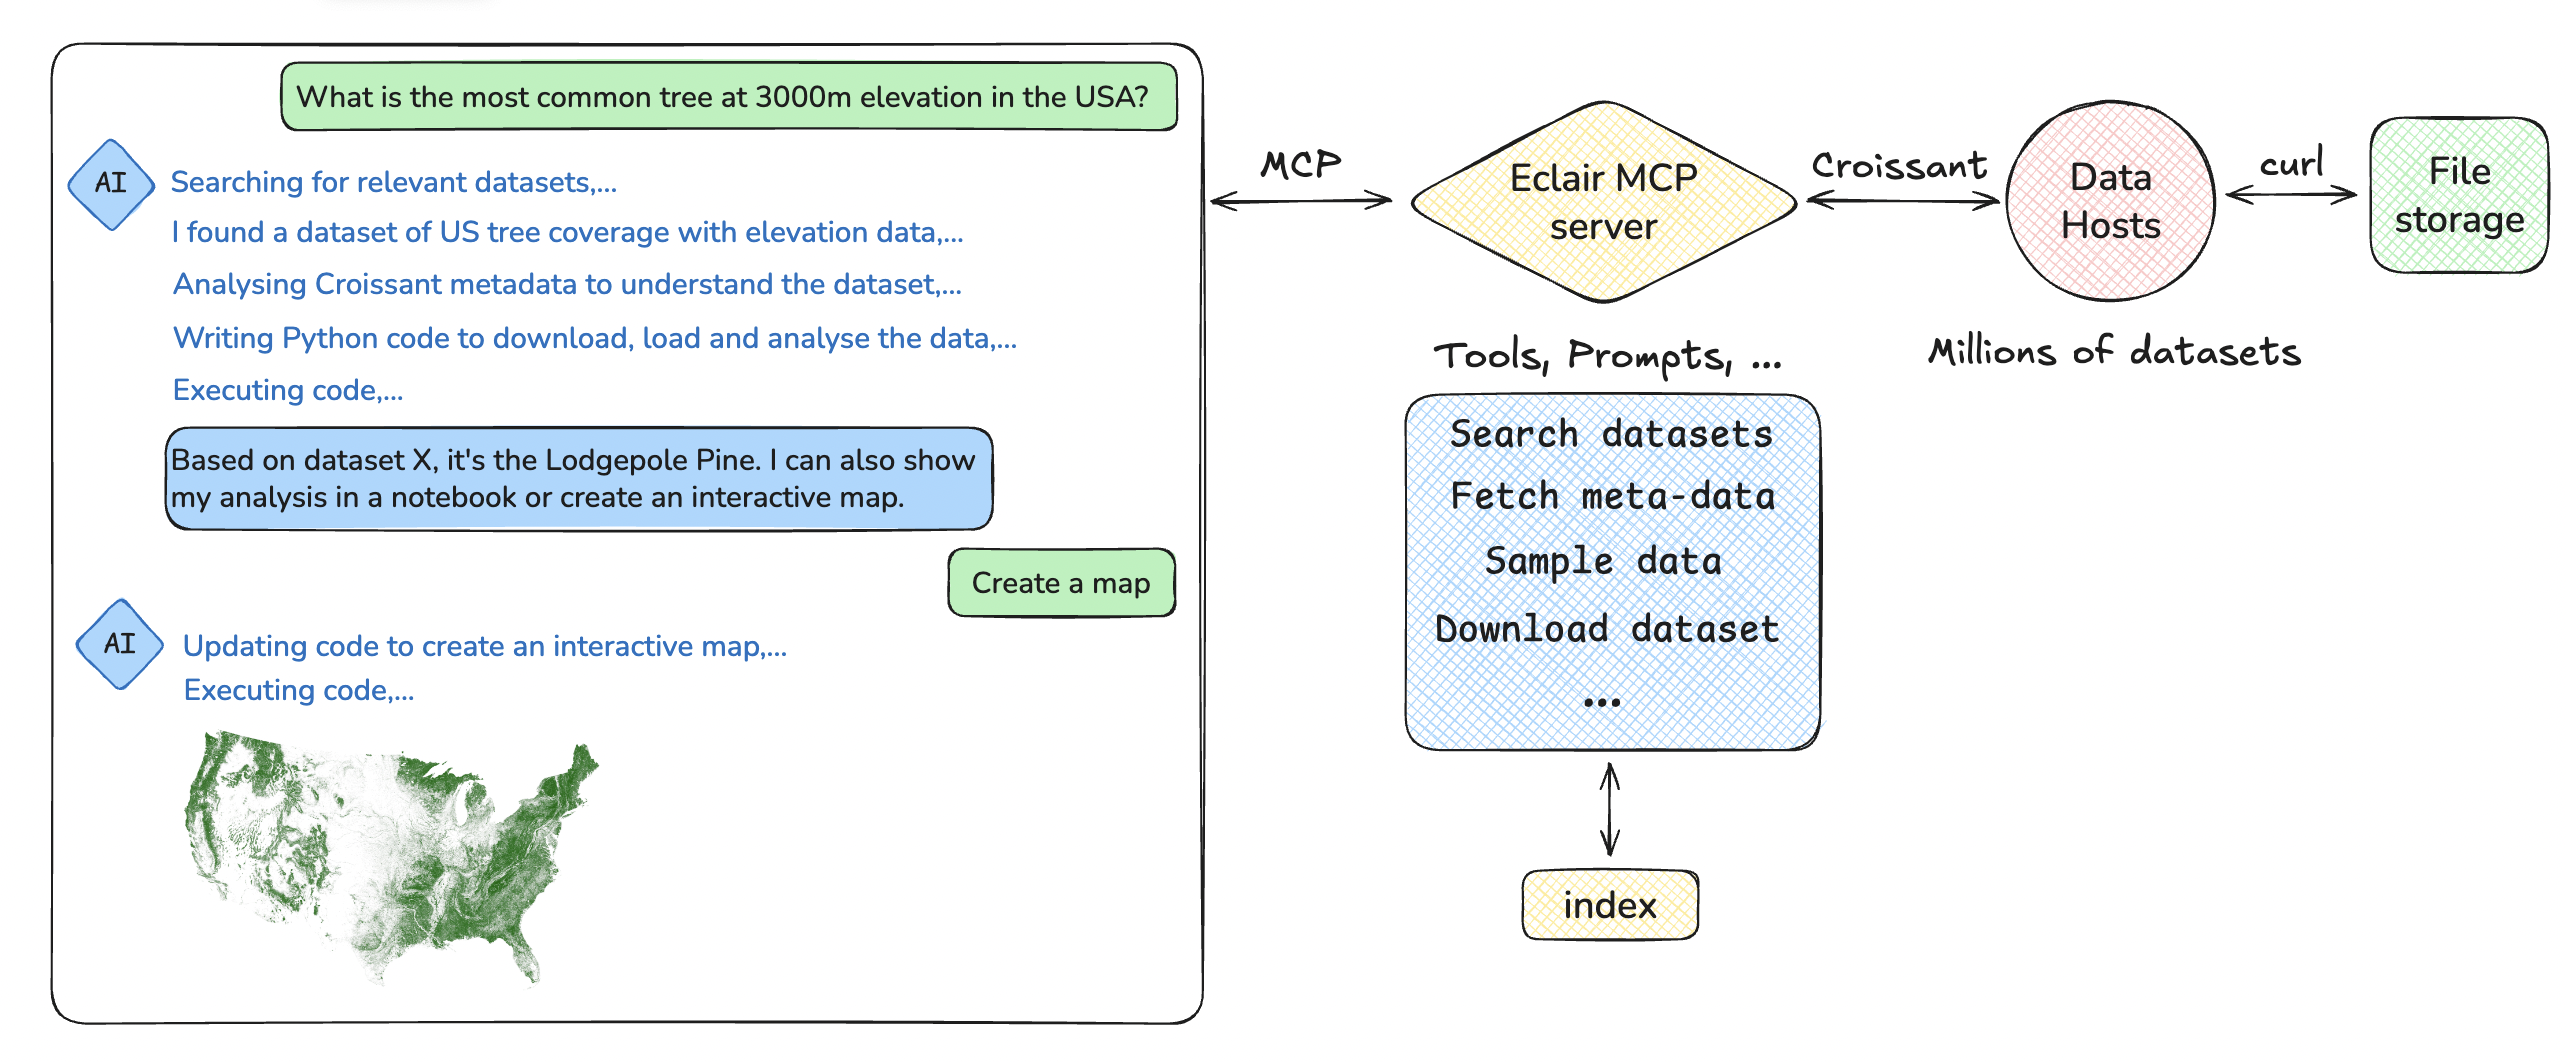 What is the most common tree at 3000m elevation in the USA?
AI
Searching for relevant datasets,...
I found a dataset of US tree coverage with elevation data,...
Analysing Croissant metadata to understand the dataset,...
Writing Python code to download, load and analyse the data,...
Executing code,...
Based on dataset X, it's the Lodgepole Pine. I can also show
my analysis in a notebook or create an interactive map.
Create a map
AI
Updating code to create an interactive map,...
Executing code,...
MCP
Eclair MCP
server
Croissant
Data
Hosts
curl
File
storage
Tools, Prompts, ...
Millions of datasets
Search datasets
Fetch meta-data
Sample data
Download dataset
...
index